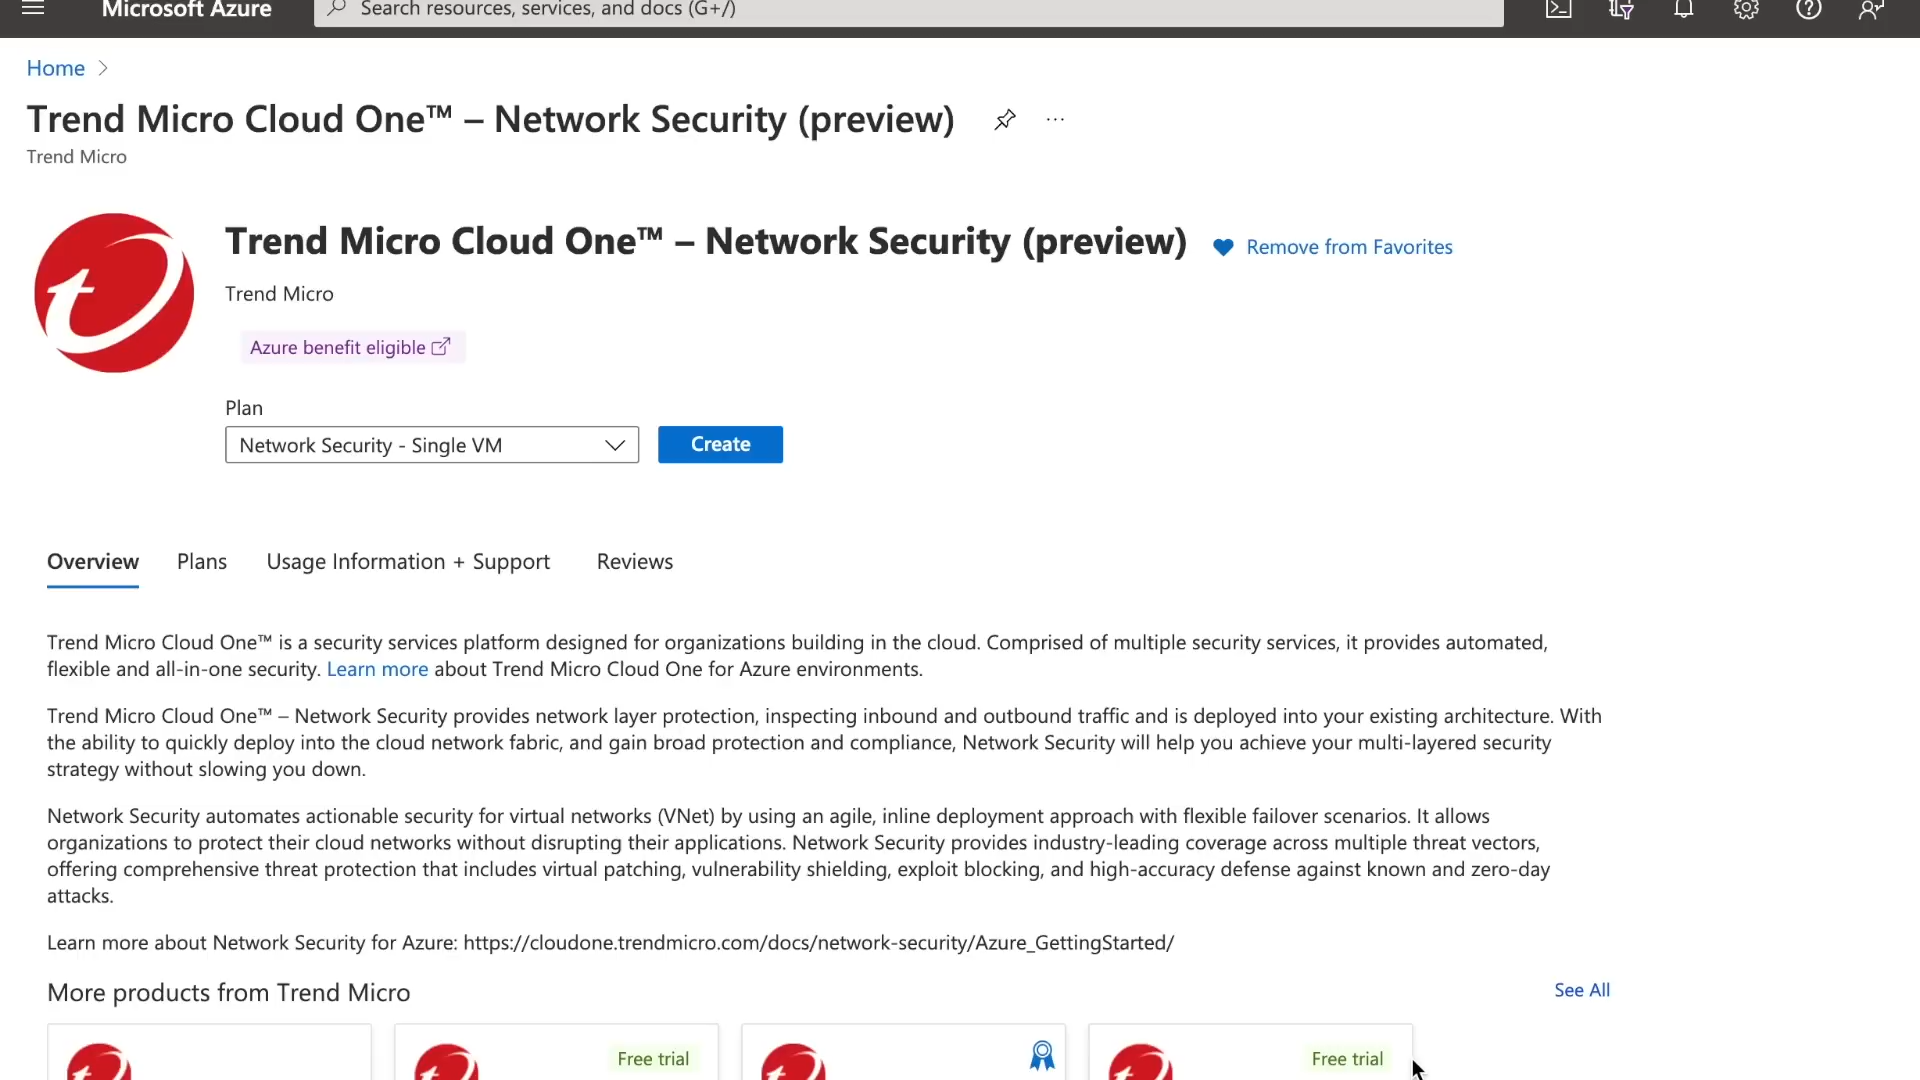 Microsoft Azure
Search resources, services, and docs (G+/)
Home
Trend Micro Cloud One™ – Network Security (preview)
Trend Micro
Trend Micro Cloud One™ – Network Security (preview)
Remove from Favorites
Trend Micro
Azure benefit eligible
Plan
Network Security - Single VM
Create
Overview
Plans
Usage Information + Support
Reviews
Trend Micro Cloud One™ is a security services platform designed for organizations building in the cloud. Comprised of multiple security services, it provides automated,
flexible and all-in-one security. Learn more about Trend Micro Cloud One for Azure environments.
Trend Micro Cloud One™ – Network Security provides network layer protection, inspecting inbound and outbound traffic and is deployed into your existing architecture. With
the ability to quickly deploy into the cloud network fabric, and gain broad protection and compliance, Network Security will help you achieve your multi-layered security
strategy without slowing you down.
Network Security automates actionable security for virtual networks (VNet) by using an agile, inline deployment approach with flexible failover scenarios. It allows
organizations to protect their cloud networks without disrupting their applications. Network Security provides industry-leading coverage across multiple threat vectors,
offering comprehensive threat protection that includes virtual patching, vulnerability shielding, exploit blocking, and high-accuracy defense against known and zero-day
attacks.
Learn more about Network Security for Azure: https://cloudone.trendmicro.com/docs/network-security/Azure_GettingStarted/
More products from Trend Micro
See All
Free trial
Free trial